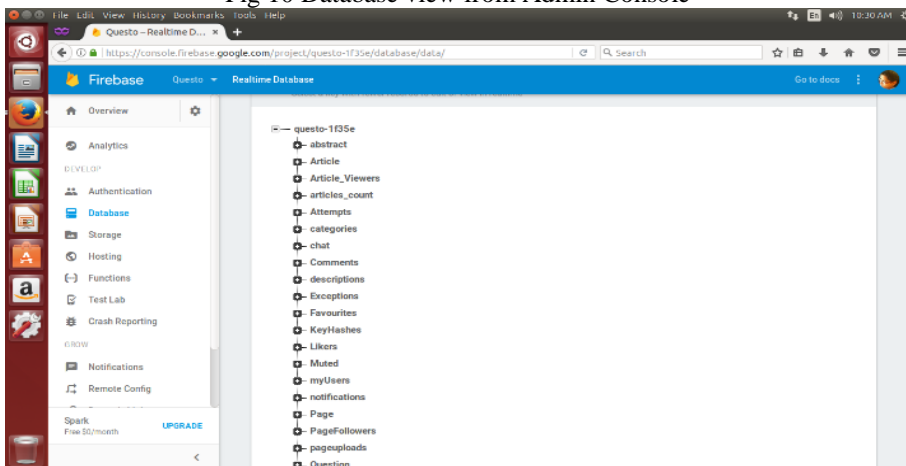 Fig 16 Database view from Admin Console
File Edit View History Bookmarks Tools Help
En 10:30 AM
Questo – Realtime D... × +
https://console.firebase.google.com/project/questo-1f35e/database/data/
Search
Firebase Questo Realtime Database Go to docs
Overview
Analytics
DEVELOP
Authentication
Database
Storage
Hosting
Functions
Test Lab
Crash Reporting
GROW
Notifications
Remote Config
Spark
Free $0/month
UPGRADE
questo-1f35e
abstract
Article
Article_Viewers
articles_count
Attempts
categories
chat
Comments
descriptions
Exceptions
Favourites
KeyHashes
Likers
Muted
myUsers
notifications
Page
PageFollowers
pageuploads
Question